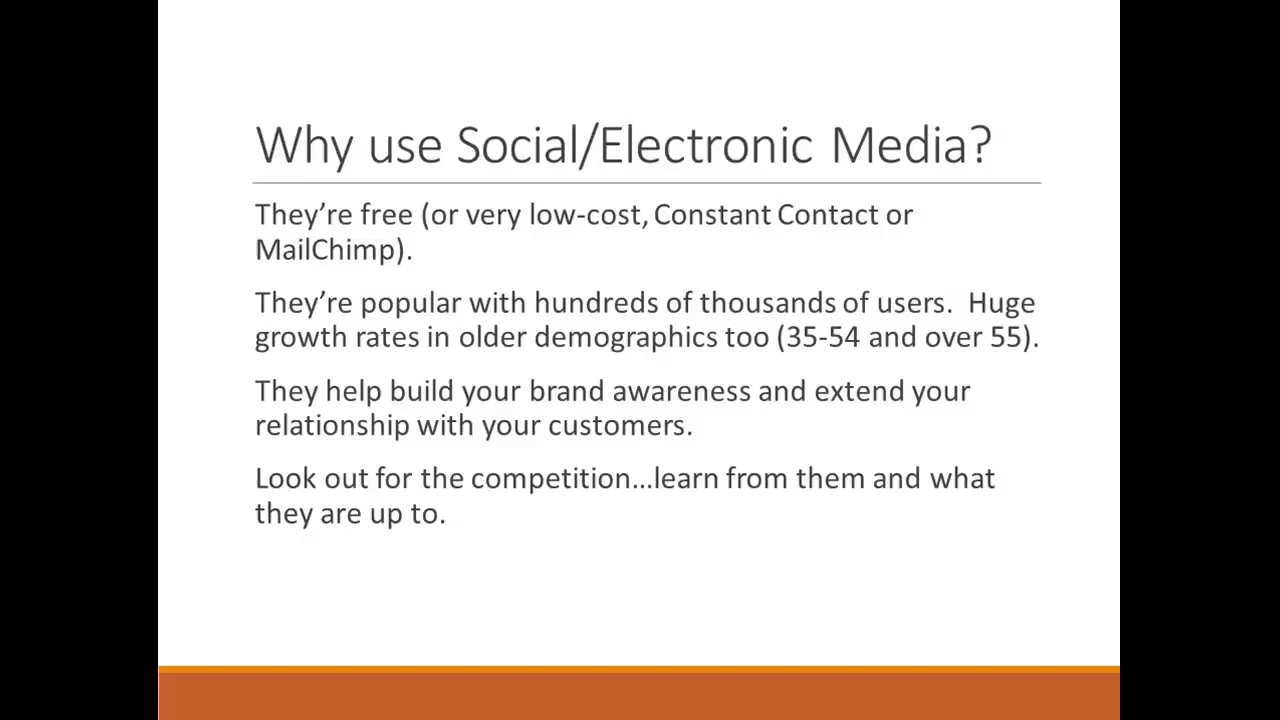 Why use Social/Electronic Media?
They’re free (or very low-cost, Constant Contact or
MailChimp).
They’re popular with hundreds of thousands of users.  Huge
growth rates in older demographics too (35-54 and over 55).
They help build your brand awareness and extend your
relationship with your customers.
Look out for the competition…learn from them and what
they are up to.